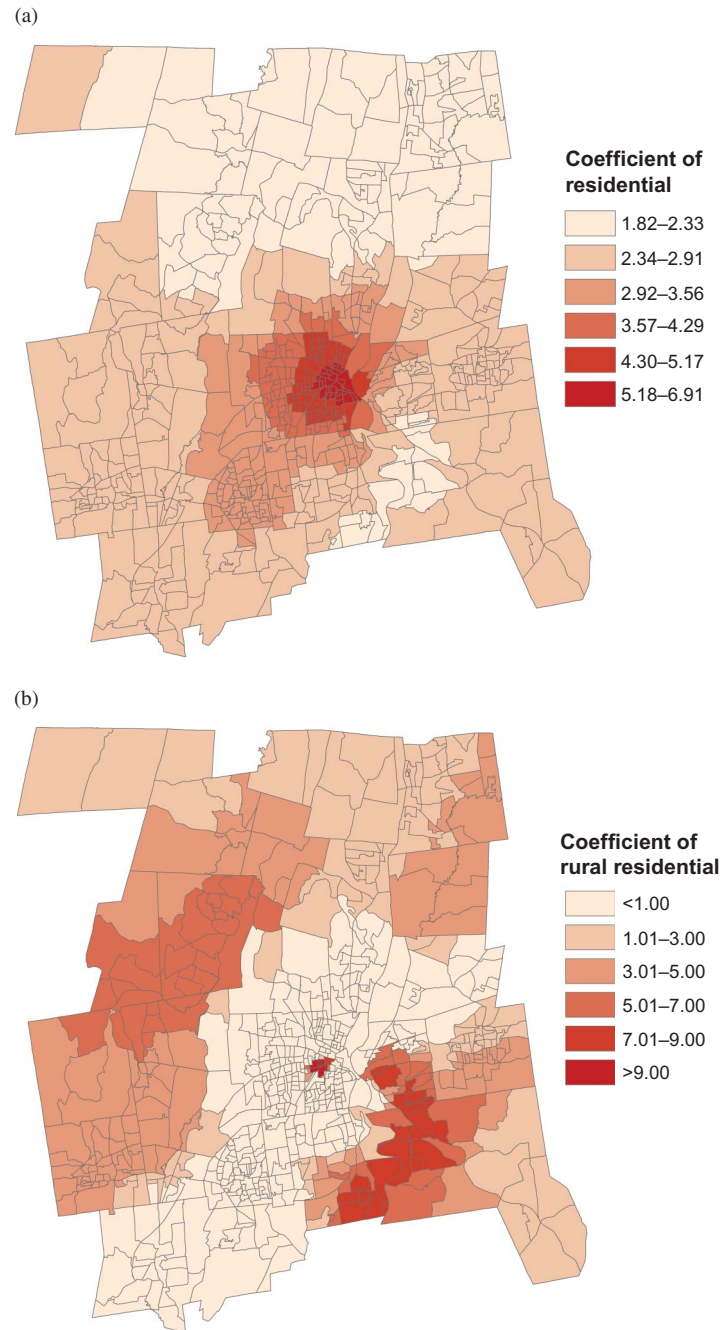 (a)
Coefficient of
residential
1.82–2.33
2.34–2.91
2.92–3.56
3.57–4.29
4.30–5.17
5.18–6.91
(b)
Coefficient of
rural residential
<1.00
1.01–3.00
3.01–5.00
5.01–7.00
7.01–9.00
>9.00